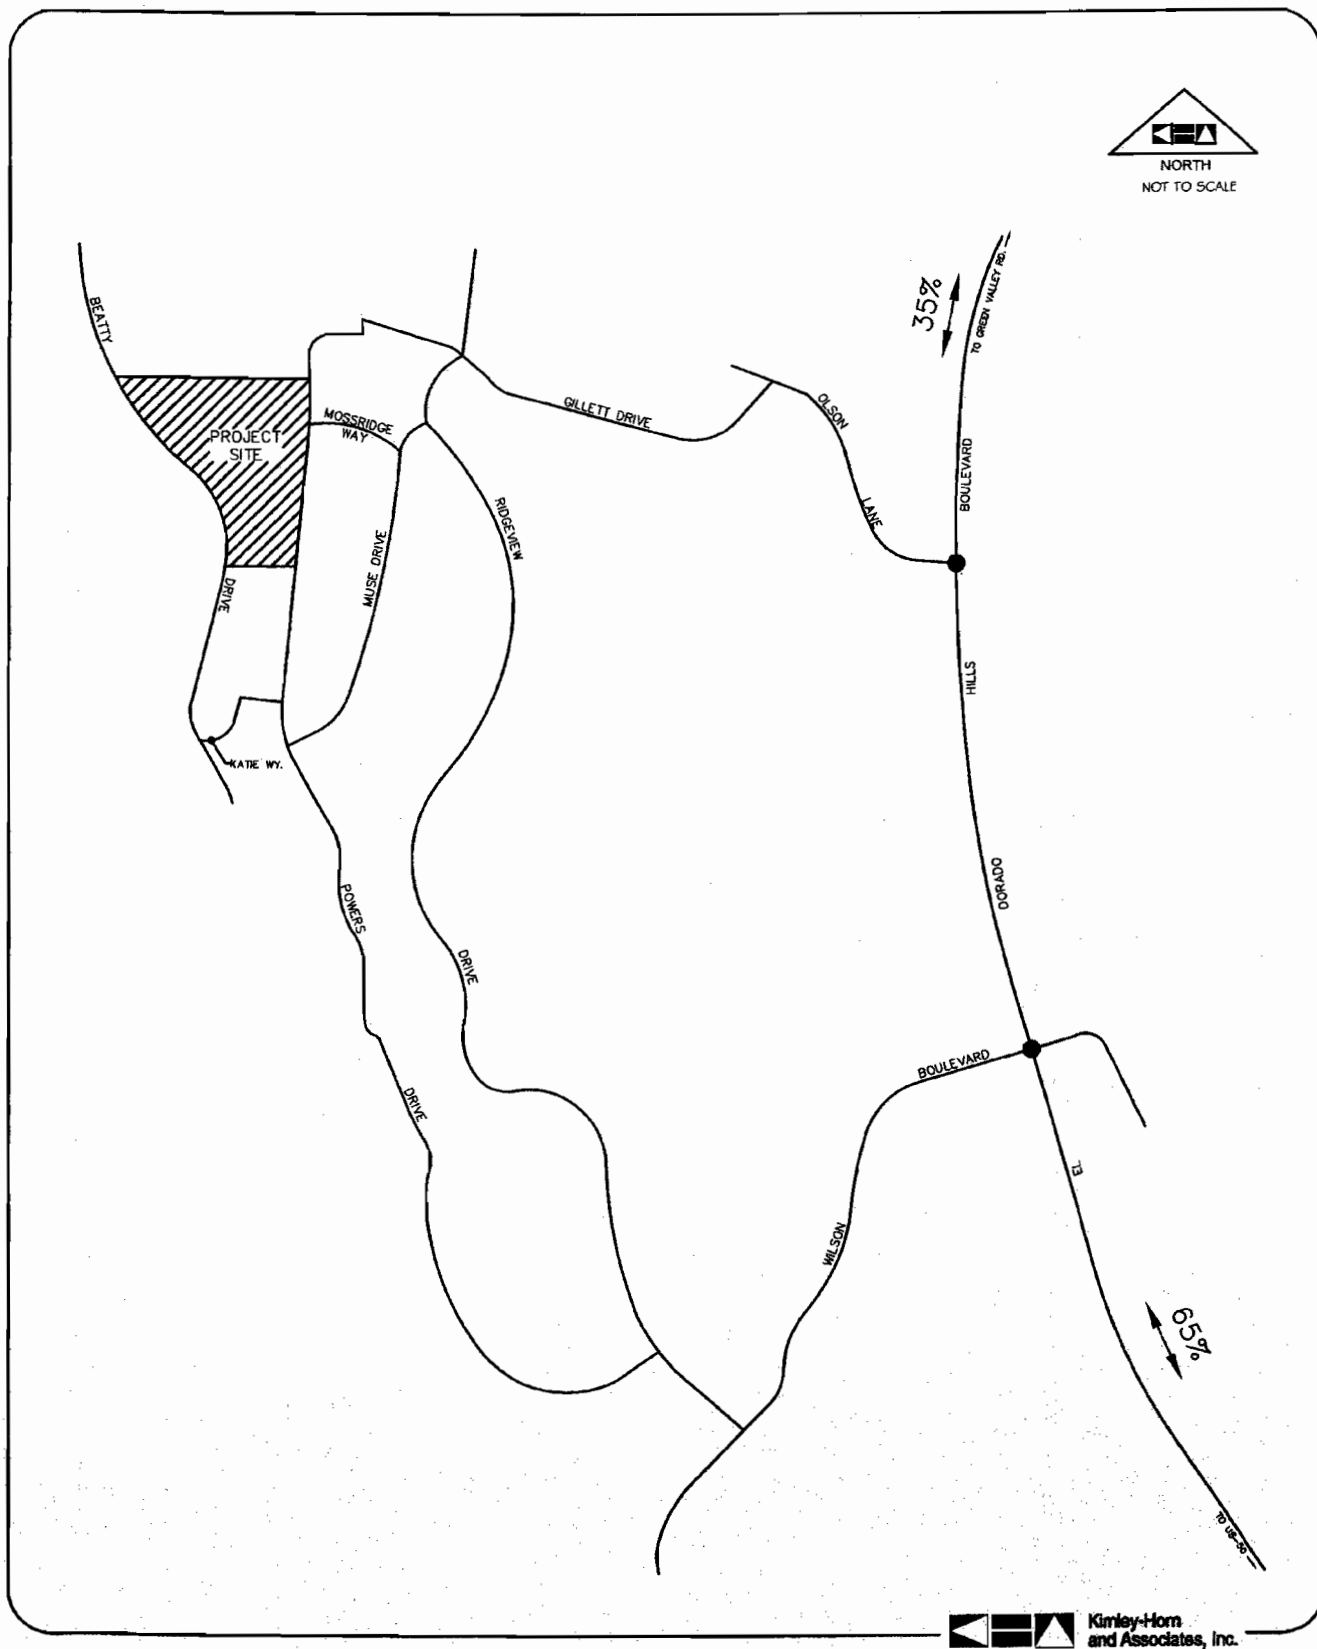 NORTH
NOT TO SCALE
35%
TO GREEN VALLEY RD.
BEATTY
OLSON
GILLETT DRIVE
MOSSRIDGE
WAY
PROJECT
SITE
BOULEVARD
LANE
RIDGEVIEW
MUSE DRIVE
DRIVE
HILLS
KATIE WY.
DORADO
POWERS
DRIVE
BOULEVARD
DRIVE
EL
WILSON
65%
TO US-50
Kimley-Horn
and Associates, Inc.